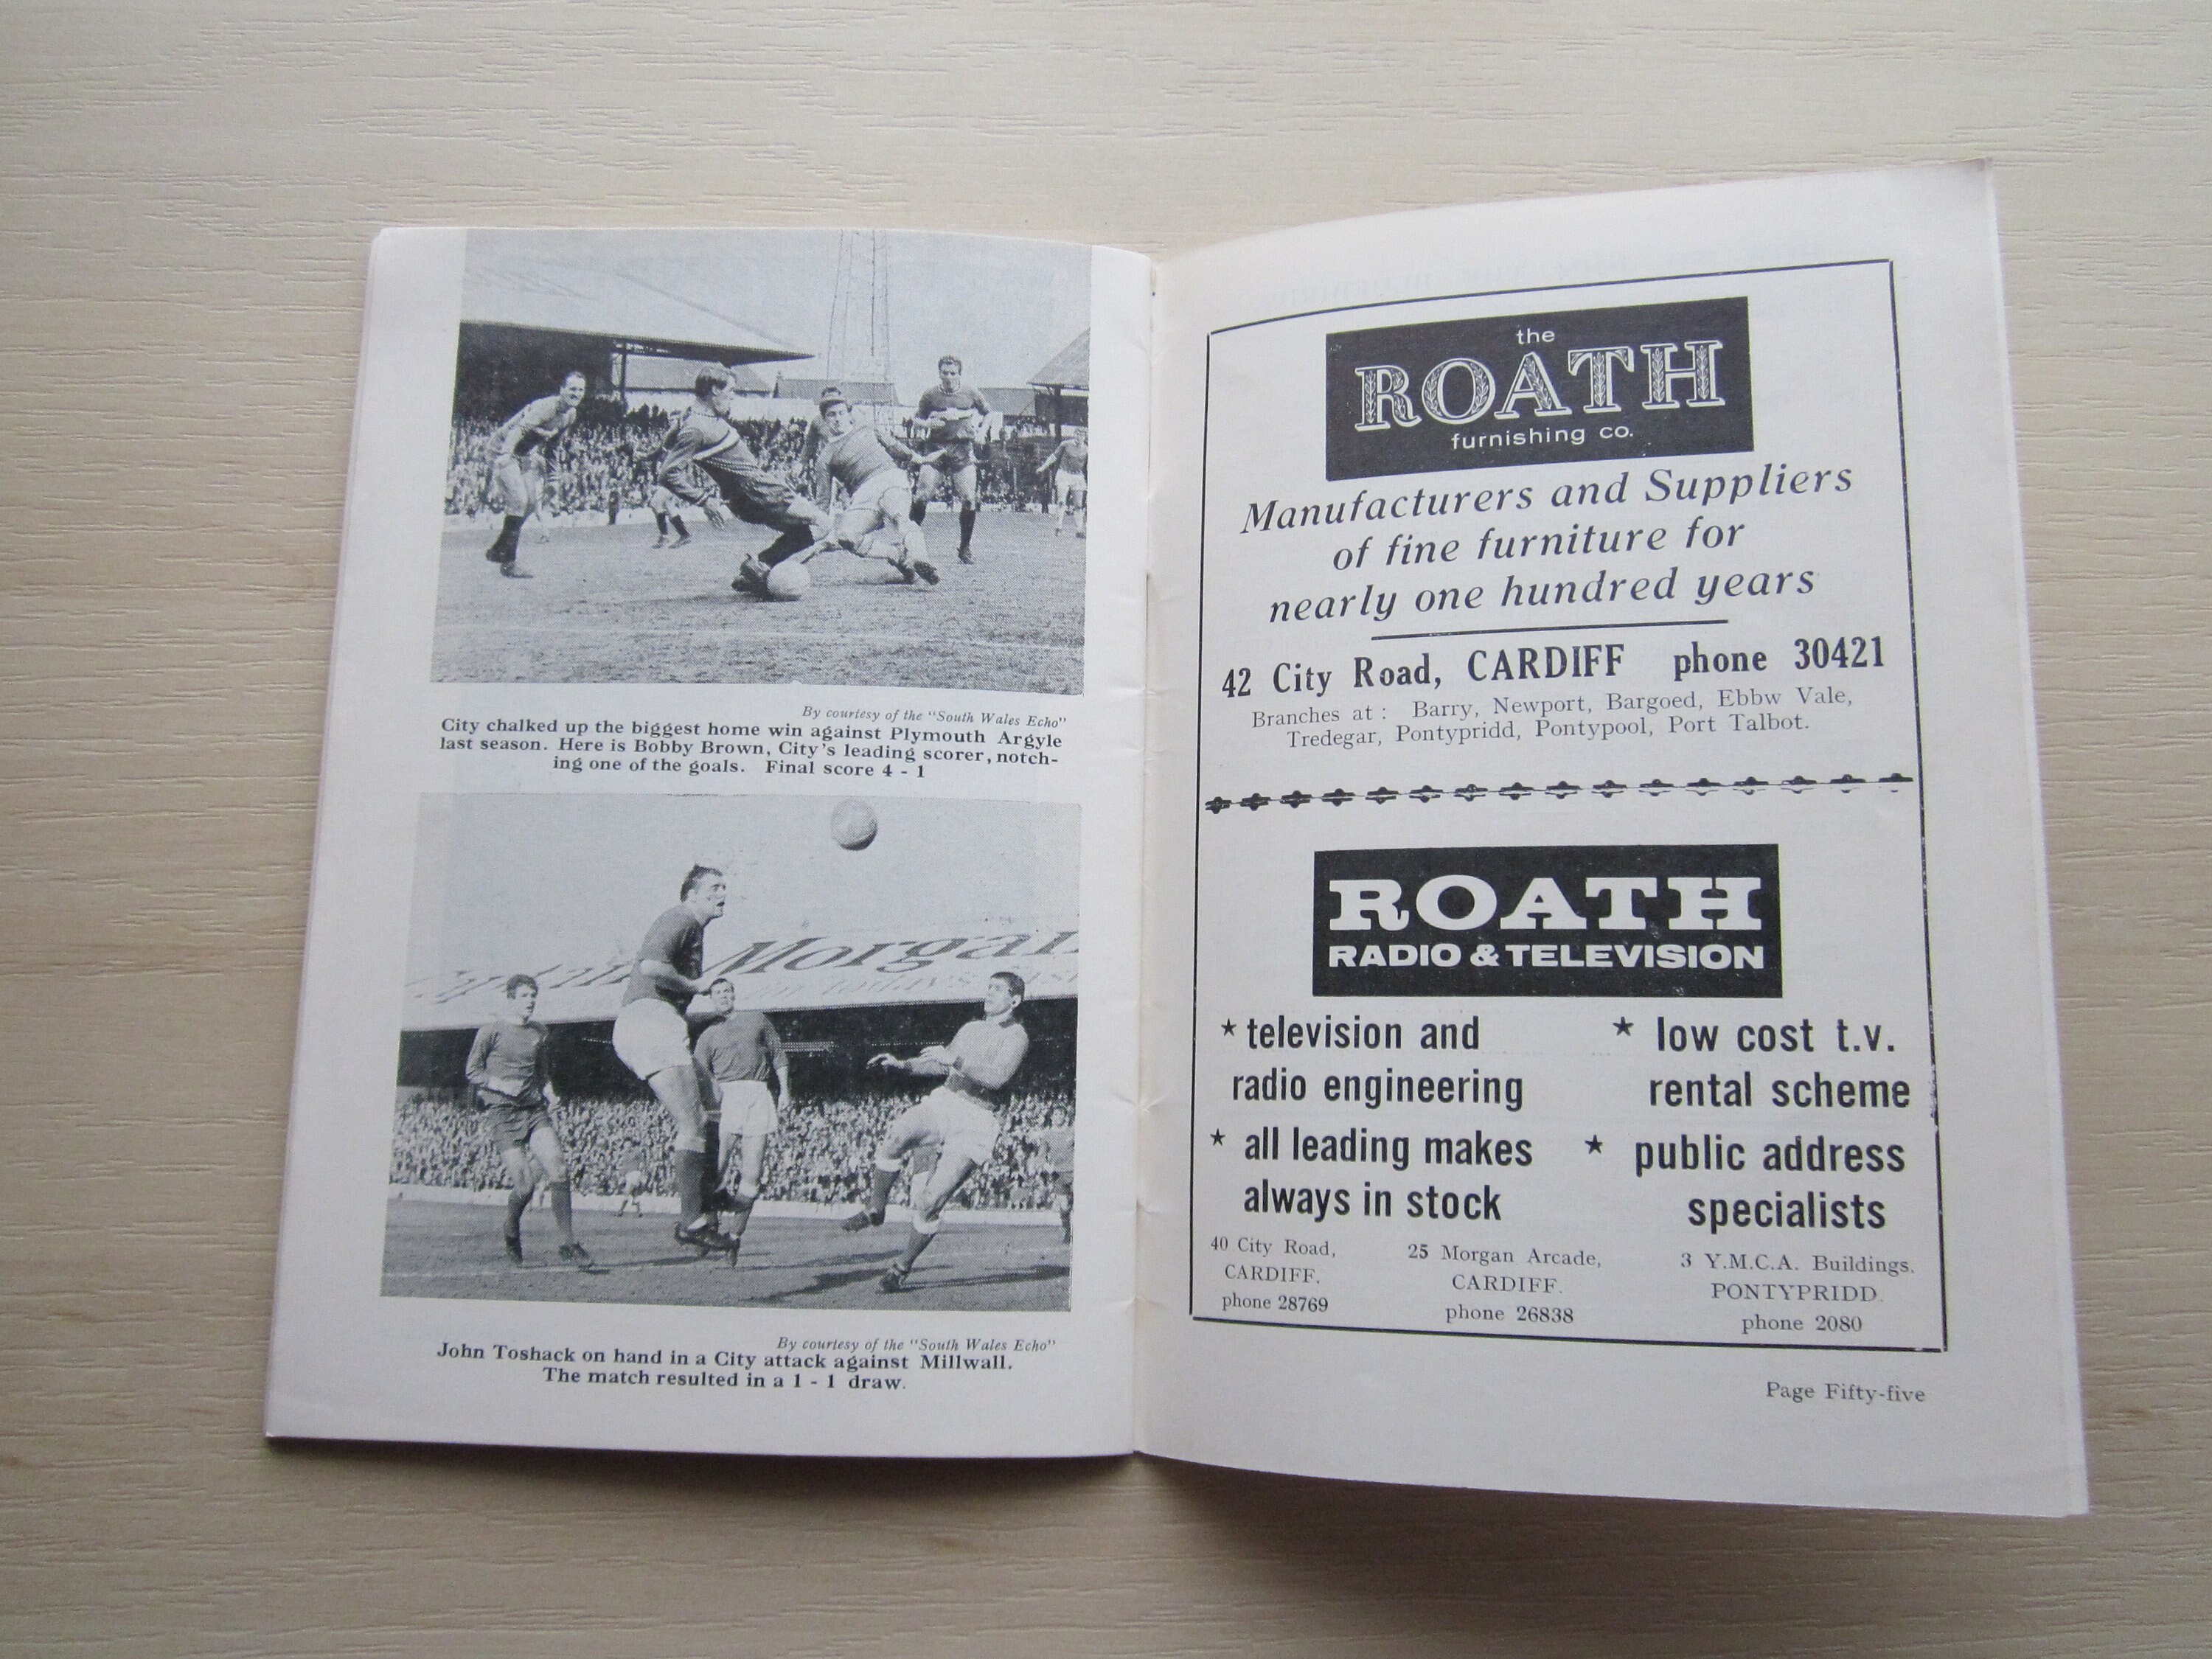 By courtesy of the "South Wales Echo"
City chalked up the biggest home win against Plymouth Argyle
last season. Here is Bobby Brown, City's leading scorer, notch-
ing one of the goals. Final score 4 - 1
Morgan
By courtesy of the "South Wales Echo"
John Toshack on hand in a City attack against Millwall.
The match resulted in a 1 - 1 draw.
the
ROATH
furnishing co.
Manufacturers and Suppliers
of fine furniture for
nearly one hundred years
42 City Road, CARDIFF phone 30421
Branches at : Barry, Newport, Bargoed, Ebbw Vale,
Tredegar, Pontypridd, Pontypool, Port Talbot.
ROATH
RADIO & TELEVISION
★ television and
radio engineering
★ low cost t.v.
rental scheme
★ all leading makes
always in stock
★ public address
specialists
40 City Road,
CARDIFF.
phone 28769
25 Morgan Arcade,
CARDIFF.
phone 26838
3 Y.M.C.A. Buildings.
PONTYPRIDD.
phone 2080
Page Fifty-five